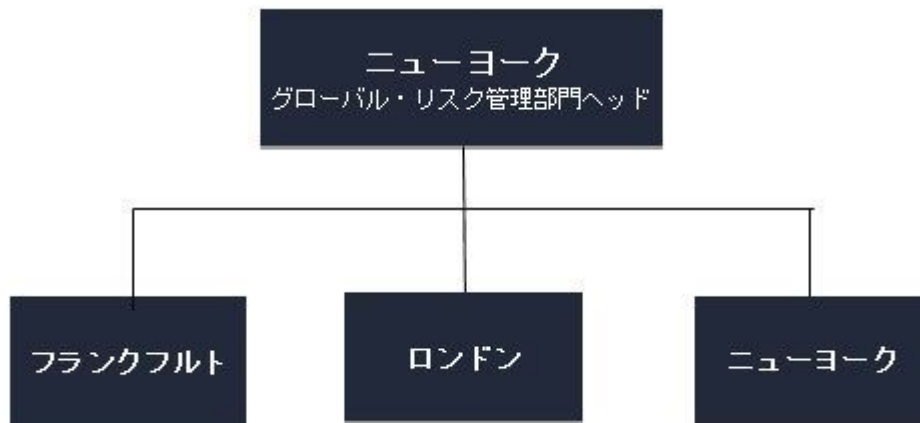 ニューヨーク
グローバル・リスク管理部門ヘッド
フランクフルト
ロンドン
ニューヨーク